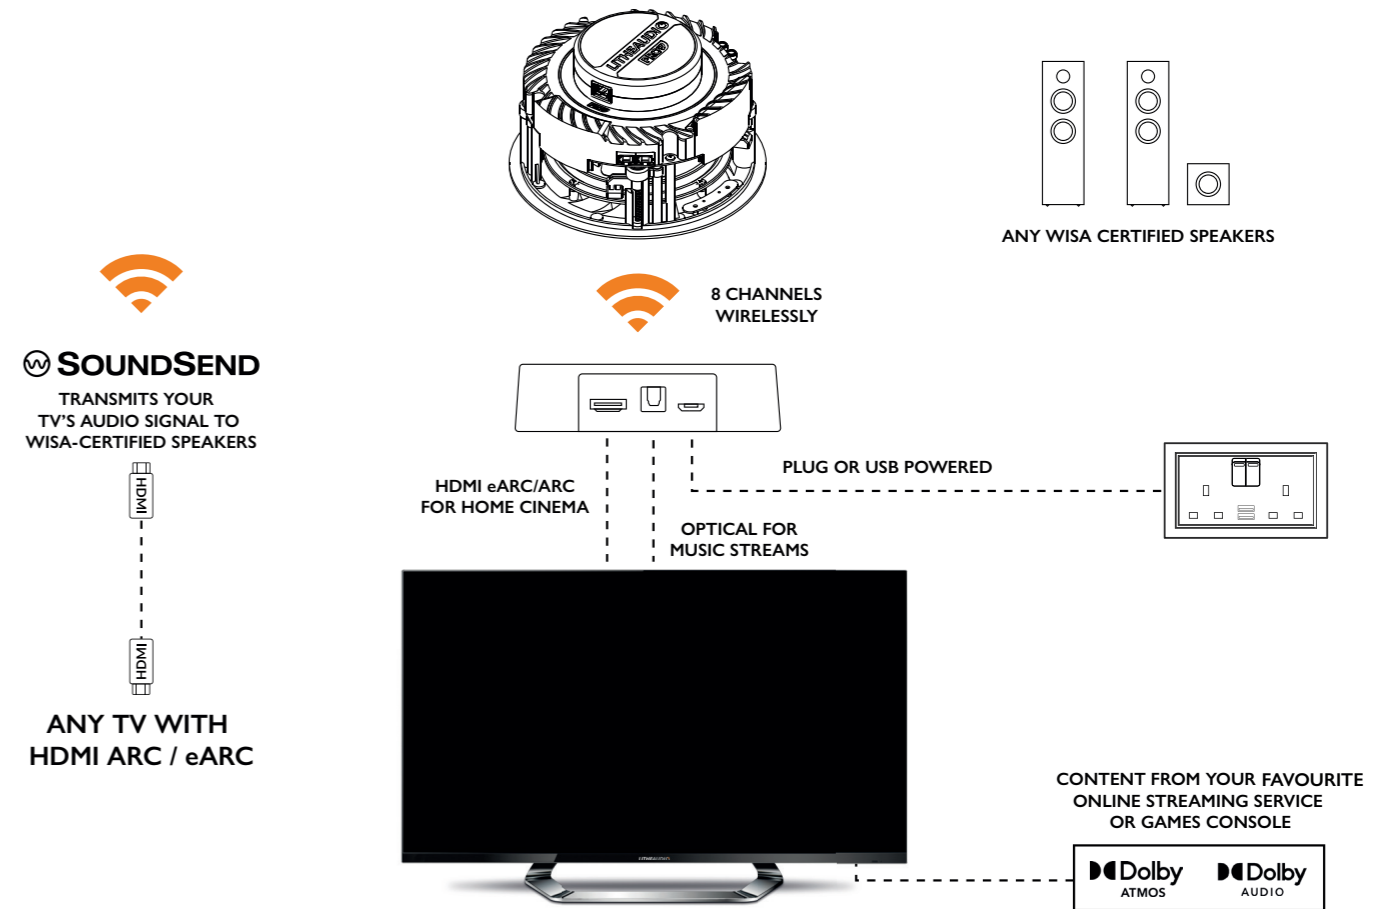 LITHEAUDIO
PRO
ANY WISA CERTIFIED SPEAKERS
8 CHANNELS
WIRELESSLY
SOUNDSEND
TRANSMITS YOUR
TV'S AUDIO SIGNAL TO
WISA-CERTIFIED SPEAKERS
HDMI
HDMI
ANY TV WITH
HDMI ARC / eARC
HDMI eARC/ARC
FOR HOME CINEMA
OPTICAL FOR
MUSIC STREAMS
PLUG OR USB POWERED
CONTENT FROM YOUR FAVOURITE
ONLINE STREAMING SERVICE
OR GAMES CONSOLE
Dolby
ATMOS
Dolby
AUDIO